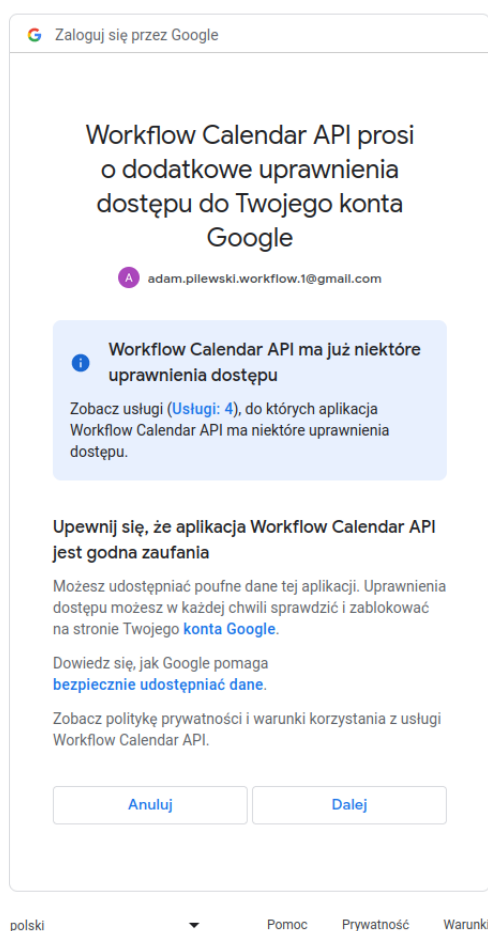 Zaloguj się przez Google
Workflow Calendar API prosi
o dodatkowe uprawnienia
dostępu do Twojego konta
Google
A adam.pilewski.workflow.1@gmail.com
Workflow Calendar API ma już niektóre
uprawnienia dostępu
Zobacz usługi (Usługi: 4), do których aplikacja
Workflow Calendar API ma niektóre uprawnienia
dostępu.
Upewnij się, że aplikacja Workflow Calendar API
jest godna zaufania
Możesz udostępniać poufne dane tej aplikacji. Uprawnienia
dostępu możesz w każdej chwili sprawdzić i zablokować
na stronie Twojego konta Google.
Dowiedz się, jak Google pomaga
bezpiecznie udostępniać dane.
Zobacz politykę prywatności i warunki korzystania z usługi
Workflow Calendar API.
Anuluj Dalej
polski Pomoc Prywatność Warunki